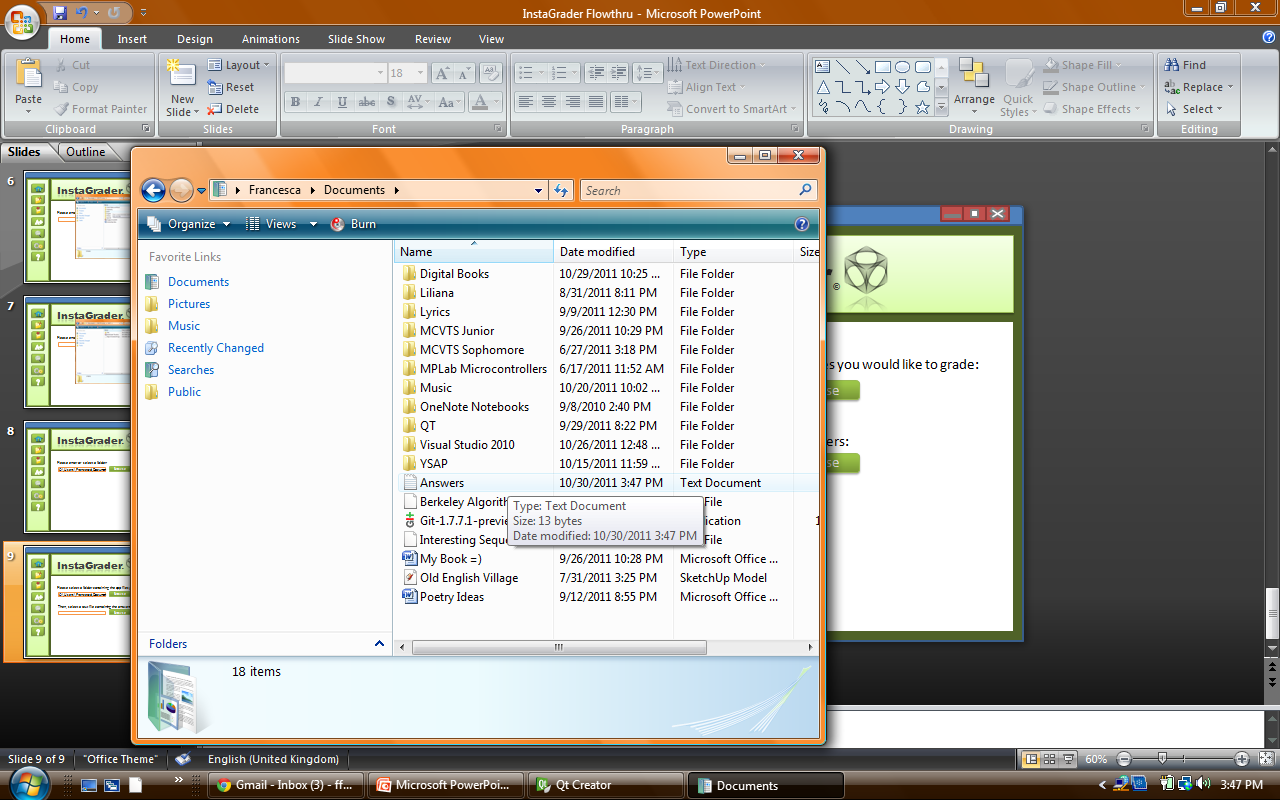 InstaGrader Flowthru - Microsoft PowerPoint
Home Insert Design Animations Slide Show Review View
Paste
Cut
Copy
Format Painter
Clipboard
New Slide
Layout
Reset
Delete
Slides
18
Font
Text Direction
Align Text
Convert to SmartArt
Paragraph
Arrange
Quick Styles
Shape Fill
Shape Outline
Shape Effects
Drawing
Find
Replace
Select
Editing
Slides Outline
6
InstaGrader.
7
InstaGrader.
8
InstaGrader.
9
InstaGrader.
Francesca Documents
Search
Organize Views Burn
Favorite Links
Documents
Pictures
Music
Recently Changed
Searches
Public
Folders
Name Date modified Type Size
Digital Books 10/29/2011 10:25 ... File Folder
Liliana 8/31/2011 8:11 PM File Folder
Lyrics 9/9/2011 12:30 PM File Folder
MCVTS Junior 9/26/2011 10:29 PM File Folder
MCVTS Sophomore 6/27/2011 3:18 PM File Folder
MPLab Microcontrollers 6/17/2011 11:52 AM File Folder
Music 10/20/2011 10:02 ... File Folder
OneNote Notebooks 9/8/2010 2:40 PM File Folder
QT 9/29/2011 8:22 PM File Folder
Visual Studio 2010 10/26/2011 12:48 ... File Folder
YSAP 10/15/2011 11:59 ... File Folder
Answers 10/30/2011 3:47 PM Text Document
Berkeley Algorith File
Git-1.7.7.1-previe ication 1
Interesting Sequ File
Type: Text Document
Size: 13 bytes
Date modified: 10/30/2011 3:47 PM
My Book =) 9/26/2011 10:28 PM Microsoft Office ...
Old English Village 7/31/2011 3:25 PM SketchUp Model
Poetry Ideas 9/12/2011 8:55 PM Microsoft Office ...
18 items
©
es you would like to grade:
se
ers:
se
Slide 9 of 9 "Office Theme" English (United Kingdom) 60%
Gmail - Inbox (3) - ff... Microsoft PowerPoi... Qt Creator Documents 3:47 PM